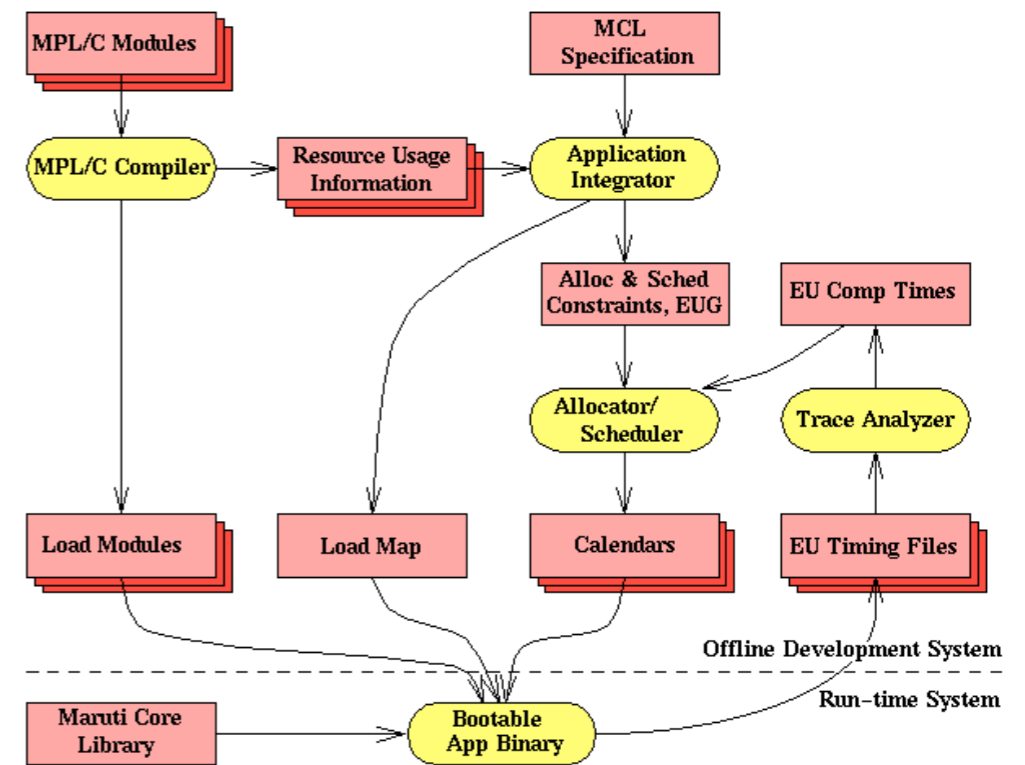 MPL/C Modules
MCL
Specification
MPL/C Compiler
Resource Usage
Information
Application
Integrator
Alloc & Sched
Constraints, EUG
EU Comp Times
Allocator/
Scheduler
Trace Analyzer
Load Modules
Load Map
Calendars
EU Timing Files
Offline Development System
Run-time System
Maruti Core
Library
Bootable
App Binary